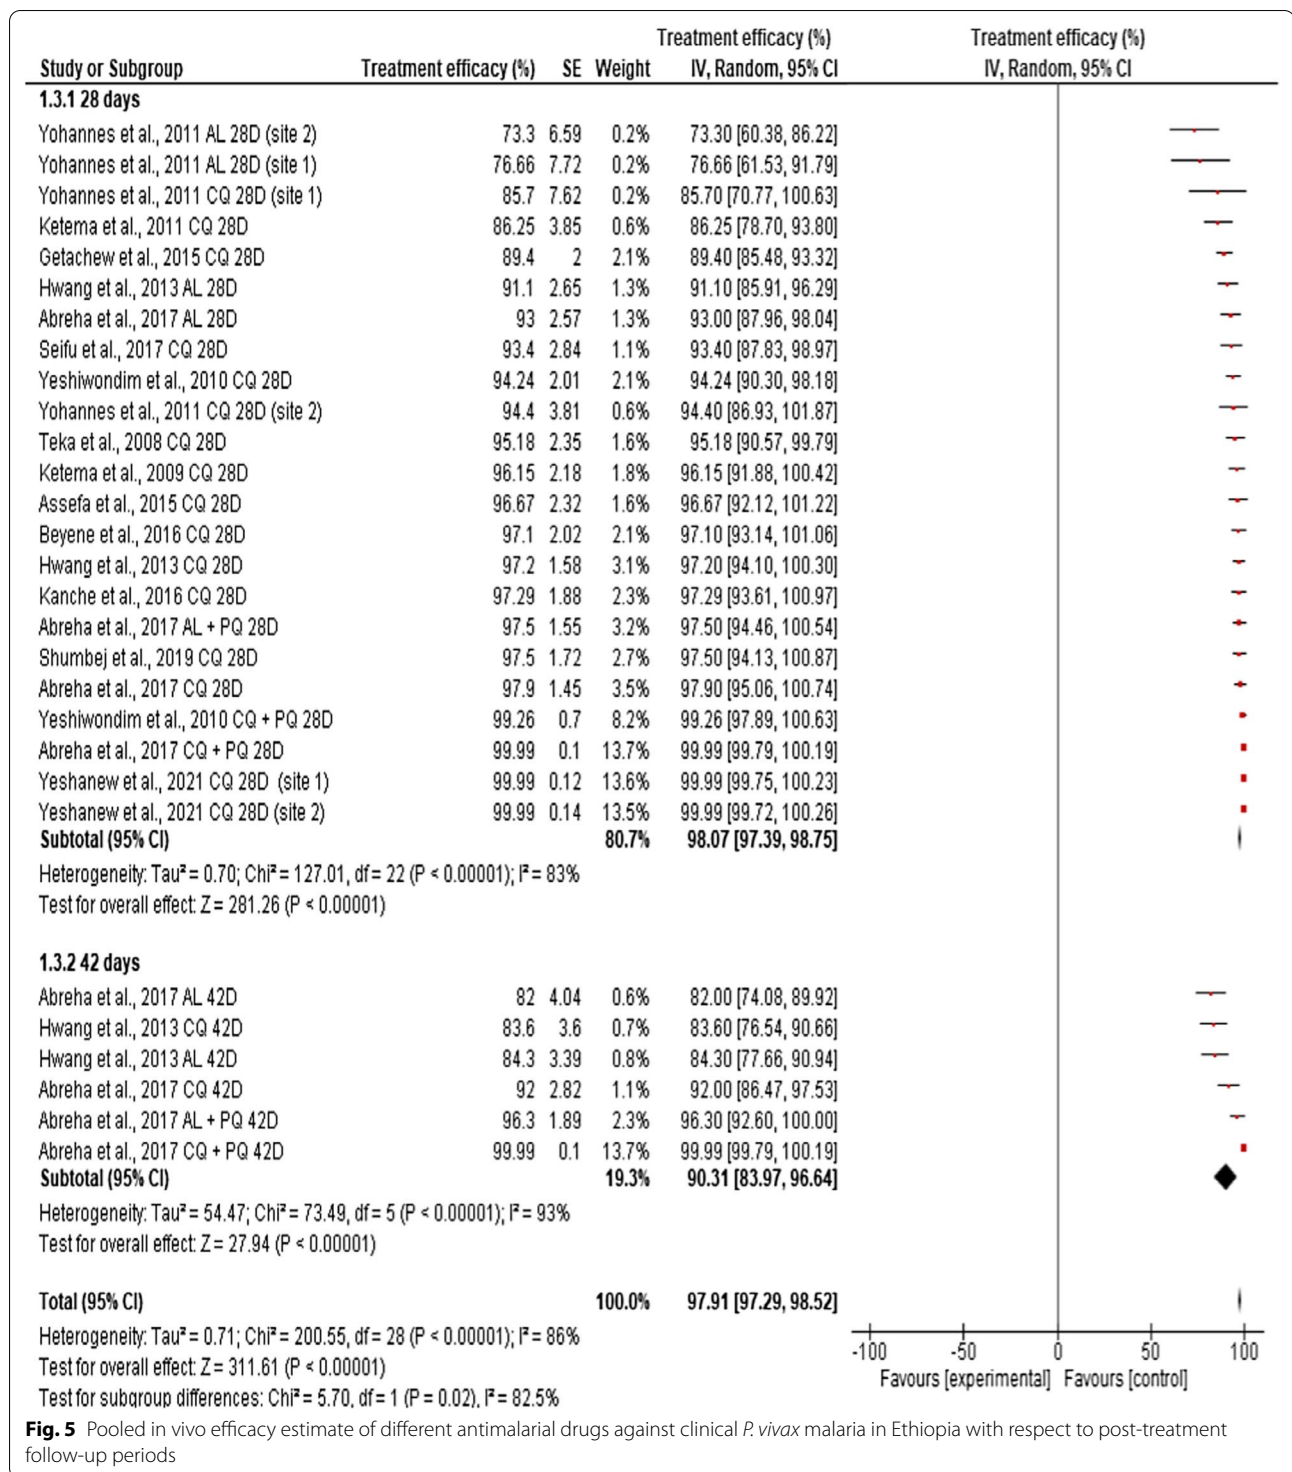 Treatment efficacy (%) Treatment efficacy (%)
Study or Subgroup Treatment efficacy (%) SE Weight IV, Random, 95% CI IV, Random, 95% CI
1.3.1 28 days
Yohannes et al., 2011 AL 28D (site 2) 73.3 6.59 0.2% 73.30 [60.38, 86.22]
Yohannes et al., 2011 AL 28D (site 1) 76.66 7.72 0.2% 76.66 [61.53, 91.79]
Yohannes et al., 2011 CQ 28D (site 1) 85.7 7.62 0.2% 85.70 [70.77, 100.63]
Ketema et al., 2011 CQ 28D 86.25 3.85 0.6% 86.25 [78.70, 93.80]
Getachew et al., 2015 CQ 28D 89.4 2 2.1% 89.40 [85.48, 93.32]
Hwang et al., 2013 AL 28D 91.1 2.65 1.3% 91.10 [85.91, 96.29]
Abreha et al., 2017 AL 28D 93 2.57 1.3% 93.00 [87.96, 98.04]
Seifu et al., 2017 CQ 28D 93.4 2.84 1.1% 93.40 [87.83, 98.97]
Yeshiwondim et al., 2010 CQ 28D 94.24 2.01 2.1% 94.24 [90.30, 98.18]
Yohannes et al., 2011 CQ 28D (site 2) 94.4 3.81 0.6% 94.40 [86.93, 101.87]
Teka et al., 2008 CQ 28D 95.18 2.35 1.6% 95.18 [90.57, 99.79]
Ketema et al., 2009 CQ 28D 96.15 2.18 1.8% 96.15 [91.88, 100.42]
Assefa et al., 2015 CQ 28D 96.67 2.32 1.6% 96.67 [92.12, 101.22]
Beyene et al., 2016 CQ 28D 97.1 2.02 2.1% 97.10 [93.14, 101.06]
Hwang et al., 2013 CQ 28D 97.2 1.58 3.1% 97.20 [94.10, 100.30]
Kanche et al., 2016 CQ 28D 97.29 1.88 2.3% 97.29 [93.61, 100.97]
Abreha et al., 2017 AL + PQ 28D 97.5 1.55 3.2% 97.50 [94.46, 100.54]
Shumbej et al., 2019 CQ 28D 97.5 1.72 2.7% 97.50 [94.13, 100.87]
Abreha et al., 2017 CQ 28D 97.9 1.45 3.5% 97.90 [95.06, 100.74]
Yeshiwondim et al., 2010 CQ + PQ 28D 99.26 0.7 8.2% 99.26 [97.89, 100.63]
Abreha et al., 2017 CQ + PQ 28D 99.99 0.1 13.7% 99.99 [99.79, 100.19]
Yeshanew et al., 2021 CQ 28D (site 1) 99.99 0.12 13.6% 99.99 [99.75, 100.23]
Yeshanew et al., 2021 CQ 28D (site 2) 99.99 0.14 13.5% 99.99 [99.72, 100.26]
Subtotal (95% CI) 80.7% 98.07 [97.39, 98.75]
Heterogeneity: Tau² = 0.70; Chi² = 127.01, df = 22 (P < 0.00001); I² = 83%
Test for overall effect: Z = 281.26 (P < 0.00001)
1.3.2 42 days
Abreha et al., 2017 AL 42D 82 4.04 0.6% 82.00 [74.08, 89.92]
Hwang et al., 2013 CQ 42D 83.6 3.6 0.7% 83.60 [76.54, 90.66]
Hwang et al., 2013 AL 42D 84.3 3.39 0.8% 84.30 [77.66, 90.94]
Abreha et al., 2017 CQ 42D 92 2.82 1.1% 92.00 [86.47, 97.53]
Abreha et al., 2017 AL + PQ 42D 96.3 1.89 2.3% 96.30 [92.60, 100.00]
Abreha et al., 2017 CQ + PQ 42D 99.99 0.1 13.7% 99.99 [99.79, 100.19]
Subtotal (95% CI) 19.3% 90.31 [83.97, 96.64]
Heterogeneity: Tau² = 54.47; Chi² = 73.49, df = 5 (P < 0.00001); I² = 93%
Test for overall effect: Z = 27.94 (P < 0.00001)
Total (95% CI) 100.0% 97.91 [97.29, 98.52]
Heterogeneity: Tau² = 0.71; Chi² = 200.55, df = 28 (P < 0.00001); I² = 86%
Test for overall effect: Z = 311.61 (P < 0.00001)
Test for subgroup differences: Chi² = 5.70, df = 1 (P = 0.02), I² = 82.5%
-100 -50 0 50 100
Favours [experimental] Favours [control]
Fig. 5 Pooled in vivo efficacy estimate of different antimalarial drugs against clinical P. vivax malaria in Ethiopia with respect to post-treatment
follow-up periods